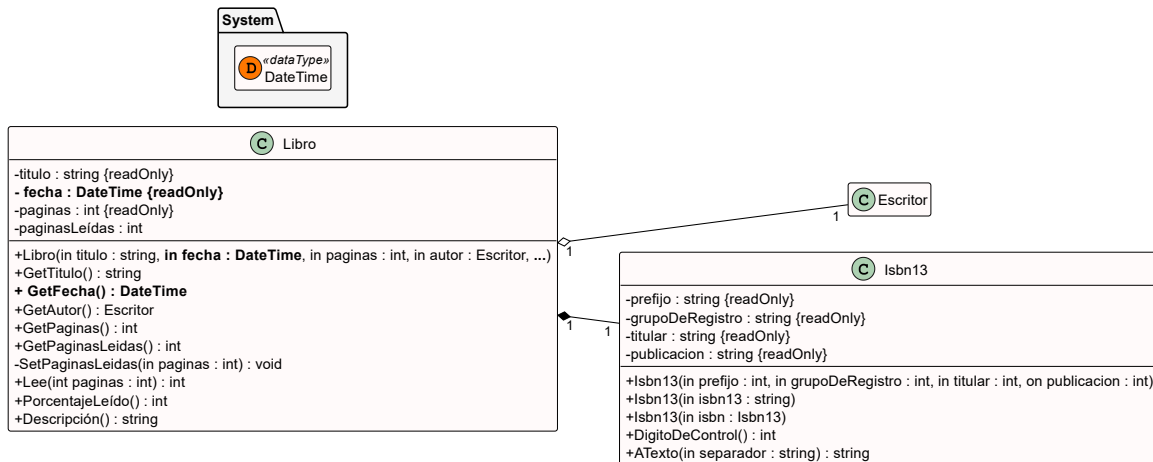 System
D «dataType»
DateTime
C Libro
-titulo : string {readOnly}
- fecha : DateTime {readOnly}
-paginas : int {readOnly}
-paginasLeídas : int
+Libro(in titulo : string, in fecha : DateTime, in paginas : int, in autor : Escritor, ...)
+GetTitulo() : string
+ GetFecha() : DateTime
+GetAutor() : Escritor
+GetPaginas() : int
+GetPaginasLeidas() : int
-SetPaginasLeidas(in paginas : int) : void
+Lee(int paginas : int) : int
+PorcentajeLeído() : int
+Descripción() : string
1
1
C Escritor
1
1
C Isbn13
-prefijo : string {readOnly}
-grupoDeRegistro : string {readOnly}
-titular : string {readOnly}
-publicacion : string {readOnly}
+Isbn13(in prefijo : int, in grupoDeRegistro : int, in titular : int, on publicacion : int)
+Isbn13(in isbn13 : string)
+Isbn13(in isbn : Isbn13)
+DigitoDeControl() : int
+ATexto(in separador : string) : string